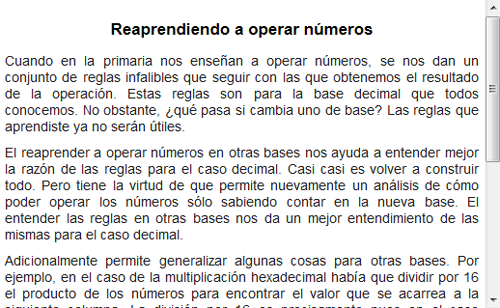 Reaprendiendo a operar números
Cuando en la primaria nos enseñan a operar números, se nos dan un
conjunto de reglas infalibles que seguir con las que obtenemos el resultado
de la operación. Estas reglas son para la base decimal que todos
conocemos. No obstante, ¿qué pasa si cambia uno de base? Las reglas que
aprendiste ya no serán útiles.
El reaprender a operar números en otras bases nos ayuda a entender mejor
la razón de las reglas para el caso decimal. Casi casi es volver a construir
todo. Pero tiene la virtud de que permite nuevamente un análisis de cómo
poder operar los números sólo sabiendo contar en la nueva base. El
entender las reglas en otras bases nos da un mejor entendimiento de las
mismas para el caso decimal.
Adicionalmente permite generalizar algunas cosas para otras bases. Por
ejemplo, en el caso de la multiplicación hexadecimal había que dividir por 16
el producto de los números para encontrar el valor que se acarrea a la